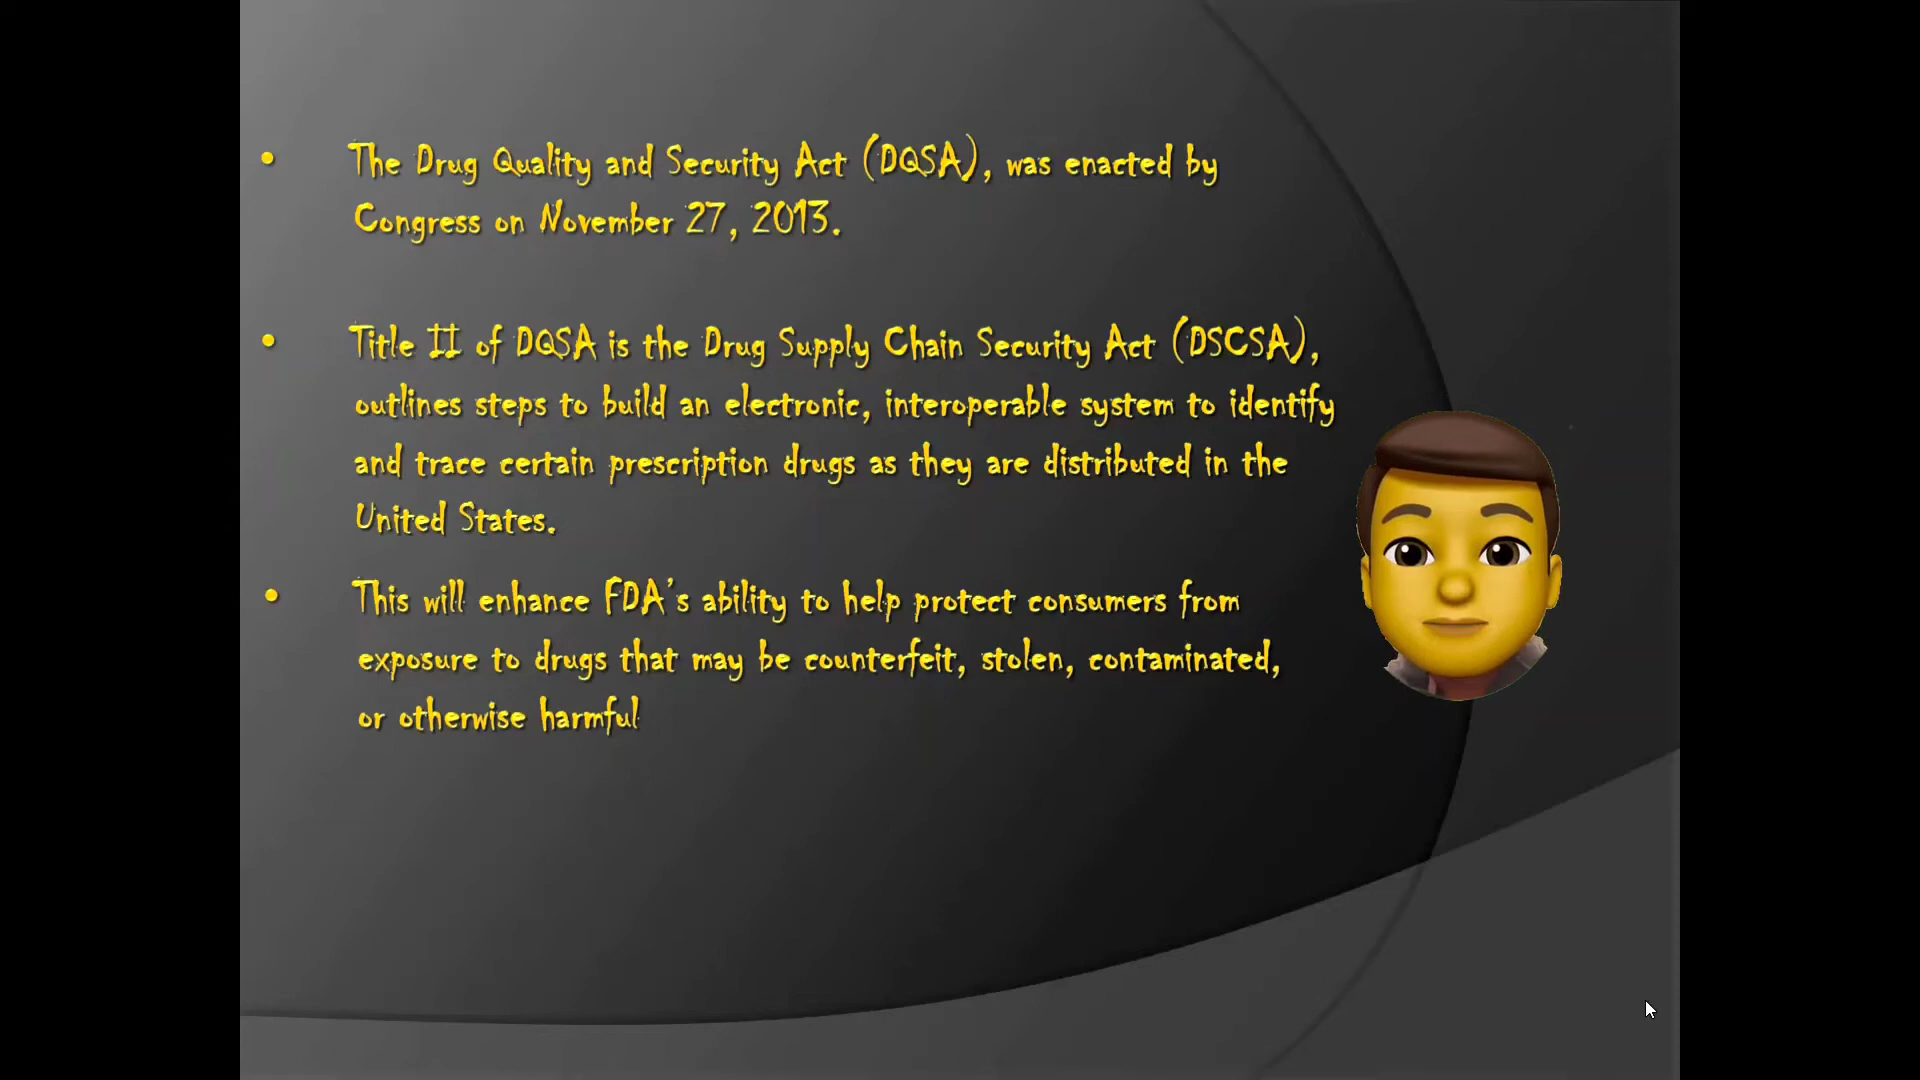 • The Drug Quality and Security Act (DQSA), was enacted by
Congress on November 27, 2013.
• Title II of DQSA is the Drug Supply Chain Security Act (DSCSA),
outlines steps to build an electronic, interoperable system to identify
and trace certain prescription drugs as they are distributed in the
United States.
• This will enhance FDA's ability to help protect consumers from
exposure to drugs that may be counterfeit, stolen, contaminated,
or otherwise harmful